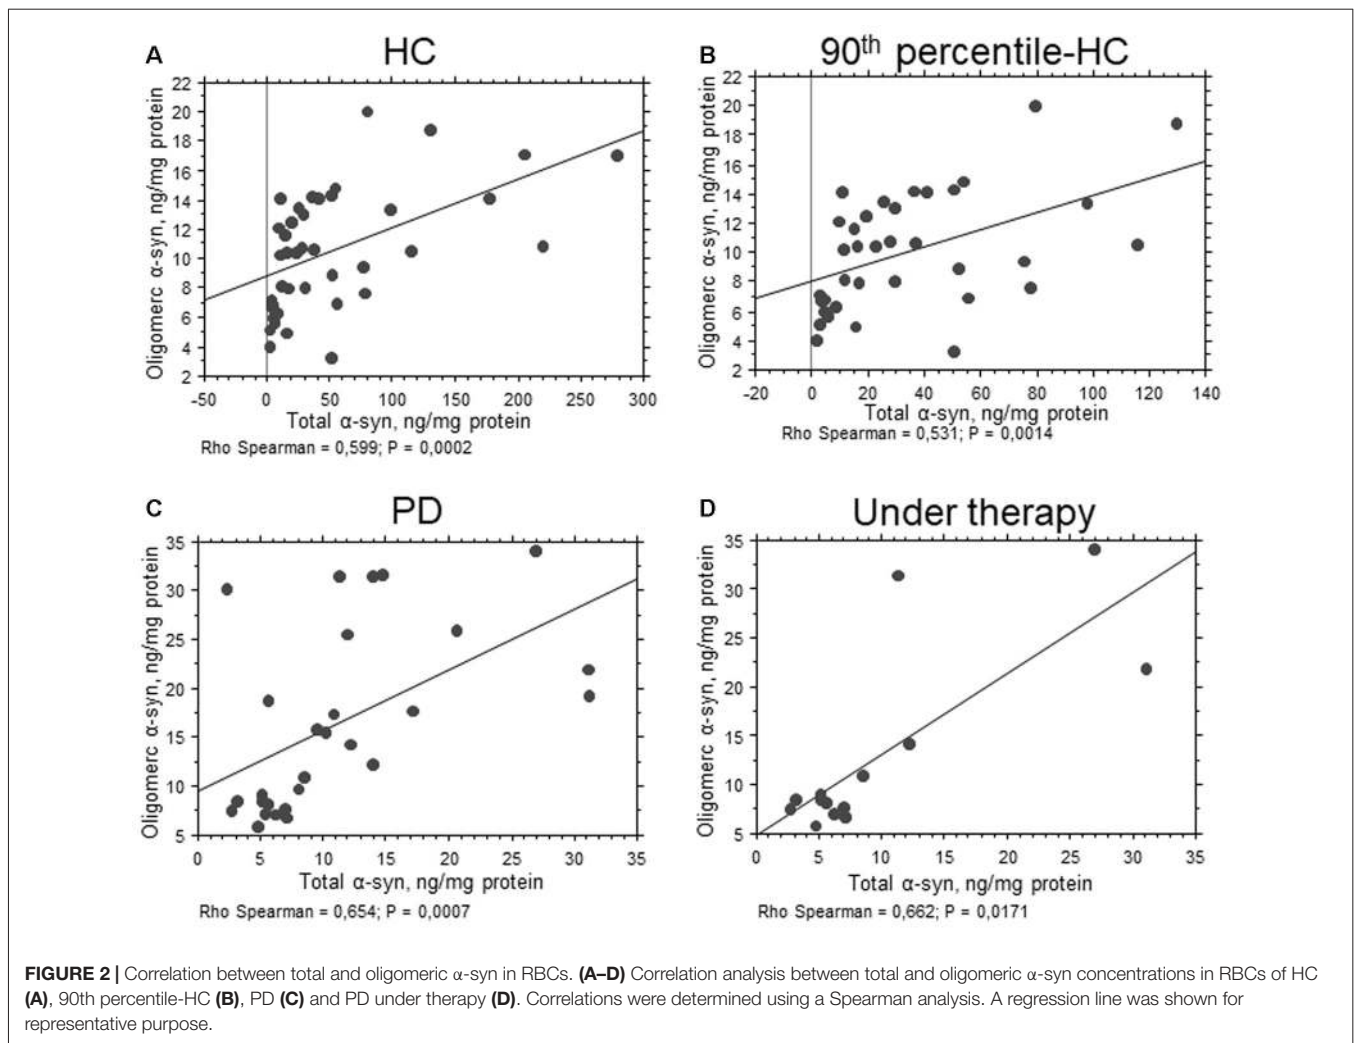 A
HC
Oligomerc α-syn, ng/mg protein
22
20
18
16
14
12
10
8
6
4
2
-50 0 50 100 150 200 250 300
Total α-syn, ng/mg protein
Rho Spearman = 0,599; P = 0,0002
B
90th percentile-HC
Oligomerc α-syn, ng/mg protein
22
20
18
16
14
12
10
8
6
4
2
-20 0 20 40 60 80 100 120 140
Total α-syn, ng/mg protein
Rho Spearman = 0,531; P = 0,0014
C
PD
Oligomerc α-syn, ng/mg protein
35
30
25
20
15
10
5
0 5 10 15 20 25 30 35
Total α-syn, ng/mg protein
Rho Spearman = 0,654; P = 0,0007
D
Under therapy
Oligomerc α-syn, ng/mg protein
35
30
25
20
15
10
5
0 5 10 15 20 25 30 35
Total α-syn, ng/mg protein
Rho Spearman = 0,662; P = 0,0171
FIGURE 2 | Correlation between total and oligomeric α-syn in RBCs. (A–D) Correlation analysis between total and oligomeric α-syn concentrations in RBCs of HC
(A), 90th percentile-HC (B), PD (C) and PD under therapy (D). Correlations were determined using a Spearman analysis. A regression line was shown for
representative purpose.